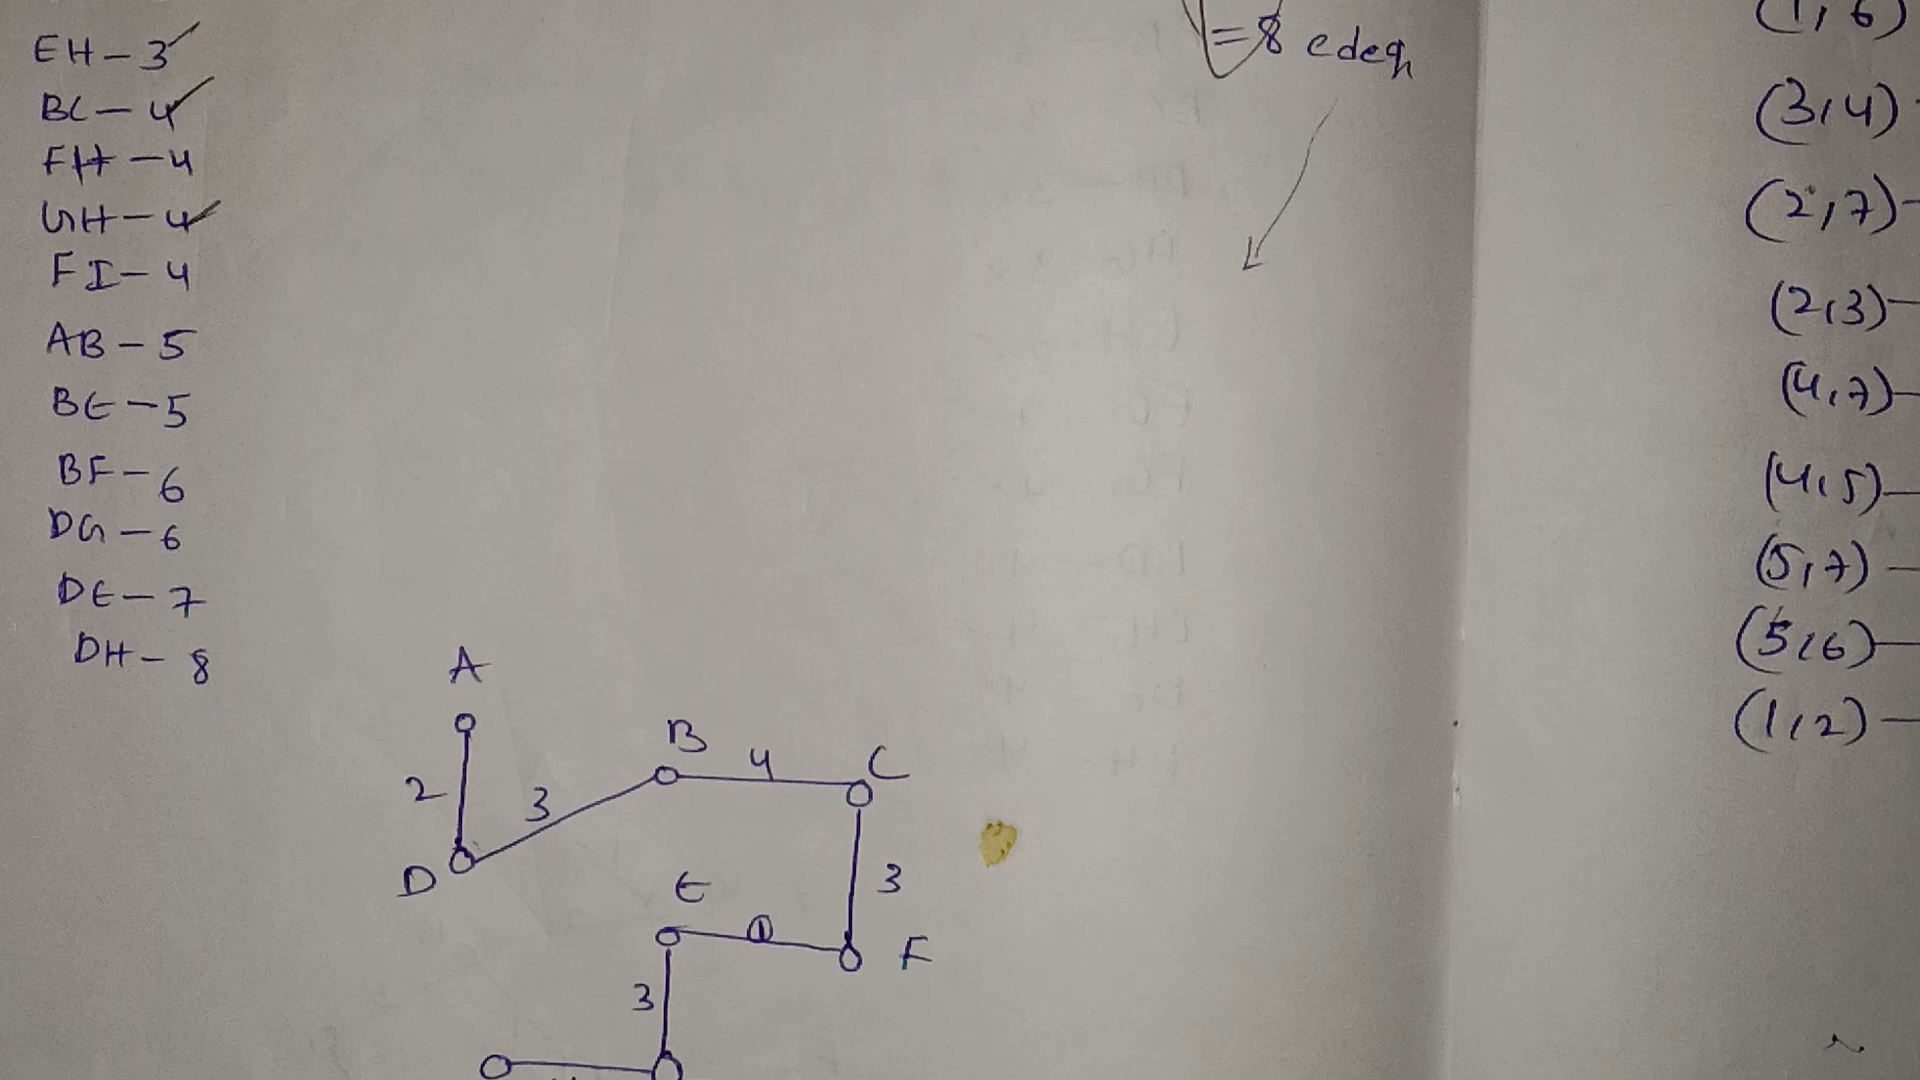 EH-3
BC-4
FH-4
GH-4
FI-4
AB-5
BE-5
BF-6
DG-6
DE-7
DH-8
=8 edeg
A
2
3
D
B
4
C
3
E
1
F
3
(1,6)
(3,4)
(2,7)-
(2,3)-
(4,7)-
(4,5)-
(5,7)-
(5,6)-
(1,2)-